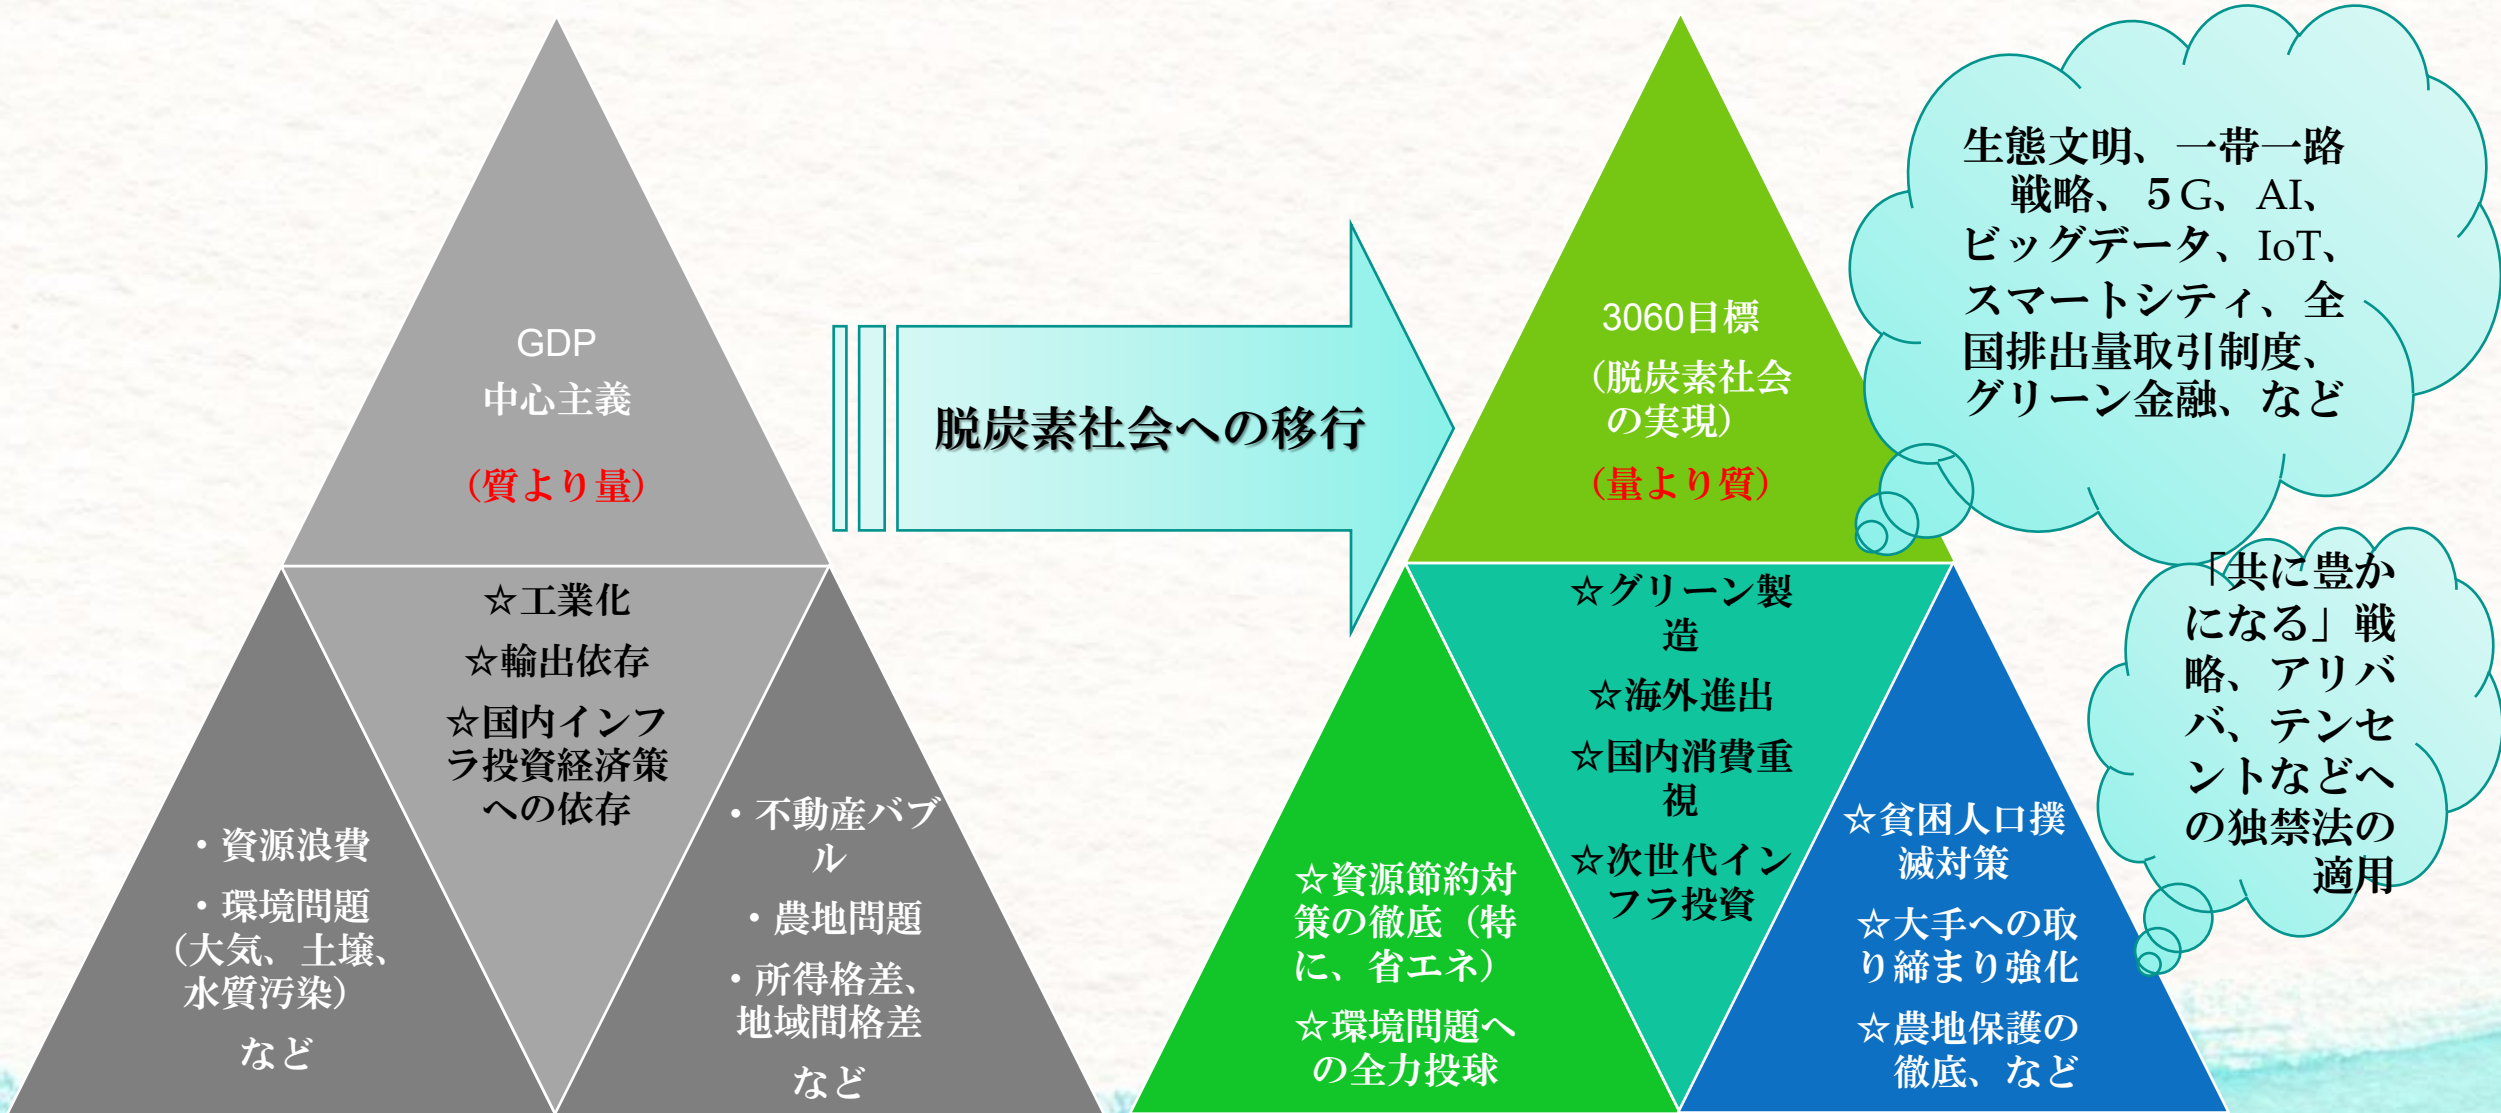 GDP
中心主義
（質より量）
☆工業化
☆輸出依存
☆国内インフ
ラ投資経済策
への依存
・資源浪費
・環境問題
（大気、土壌、
水質汚染）
など
・不動産バブ
ル
・農地問題
・所得格差、
地域間格差
など
脱炭素社会への移行
3060目標
（脱炭素社会
の実現）
（量より質）
☆グリーン製
造
☆海外進出
☆国内消費重
視
☆次世代イン
フラ投資
☆資源節約対
策の徹底（特
に、省エネ）
☆環境問題へ
の全力投球
☆貧困人口撲
滅対策
☆大手への取
り締まり強化
☆農地保護の
徹底、など
生態文明、一帯一路
戦略、５G、AI、
ビッグデータ、IoT、
スマートシティ、全
国排出量取引制度、
グリーン金融、など
「共に豊か
になる」戦
略、アリバ
バ、テンセ
ントなどへ
の独禁法の
適用